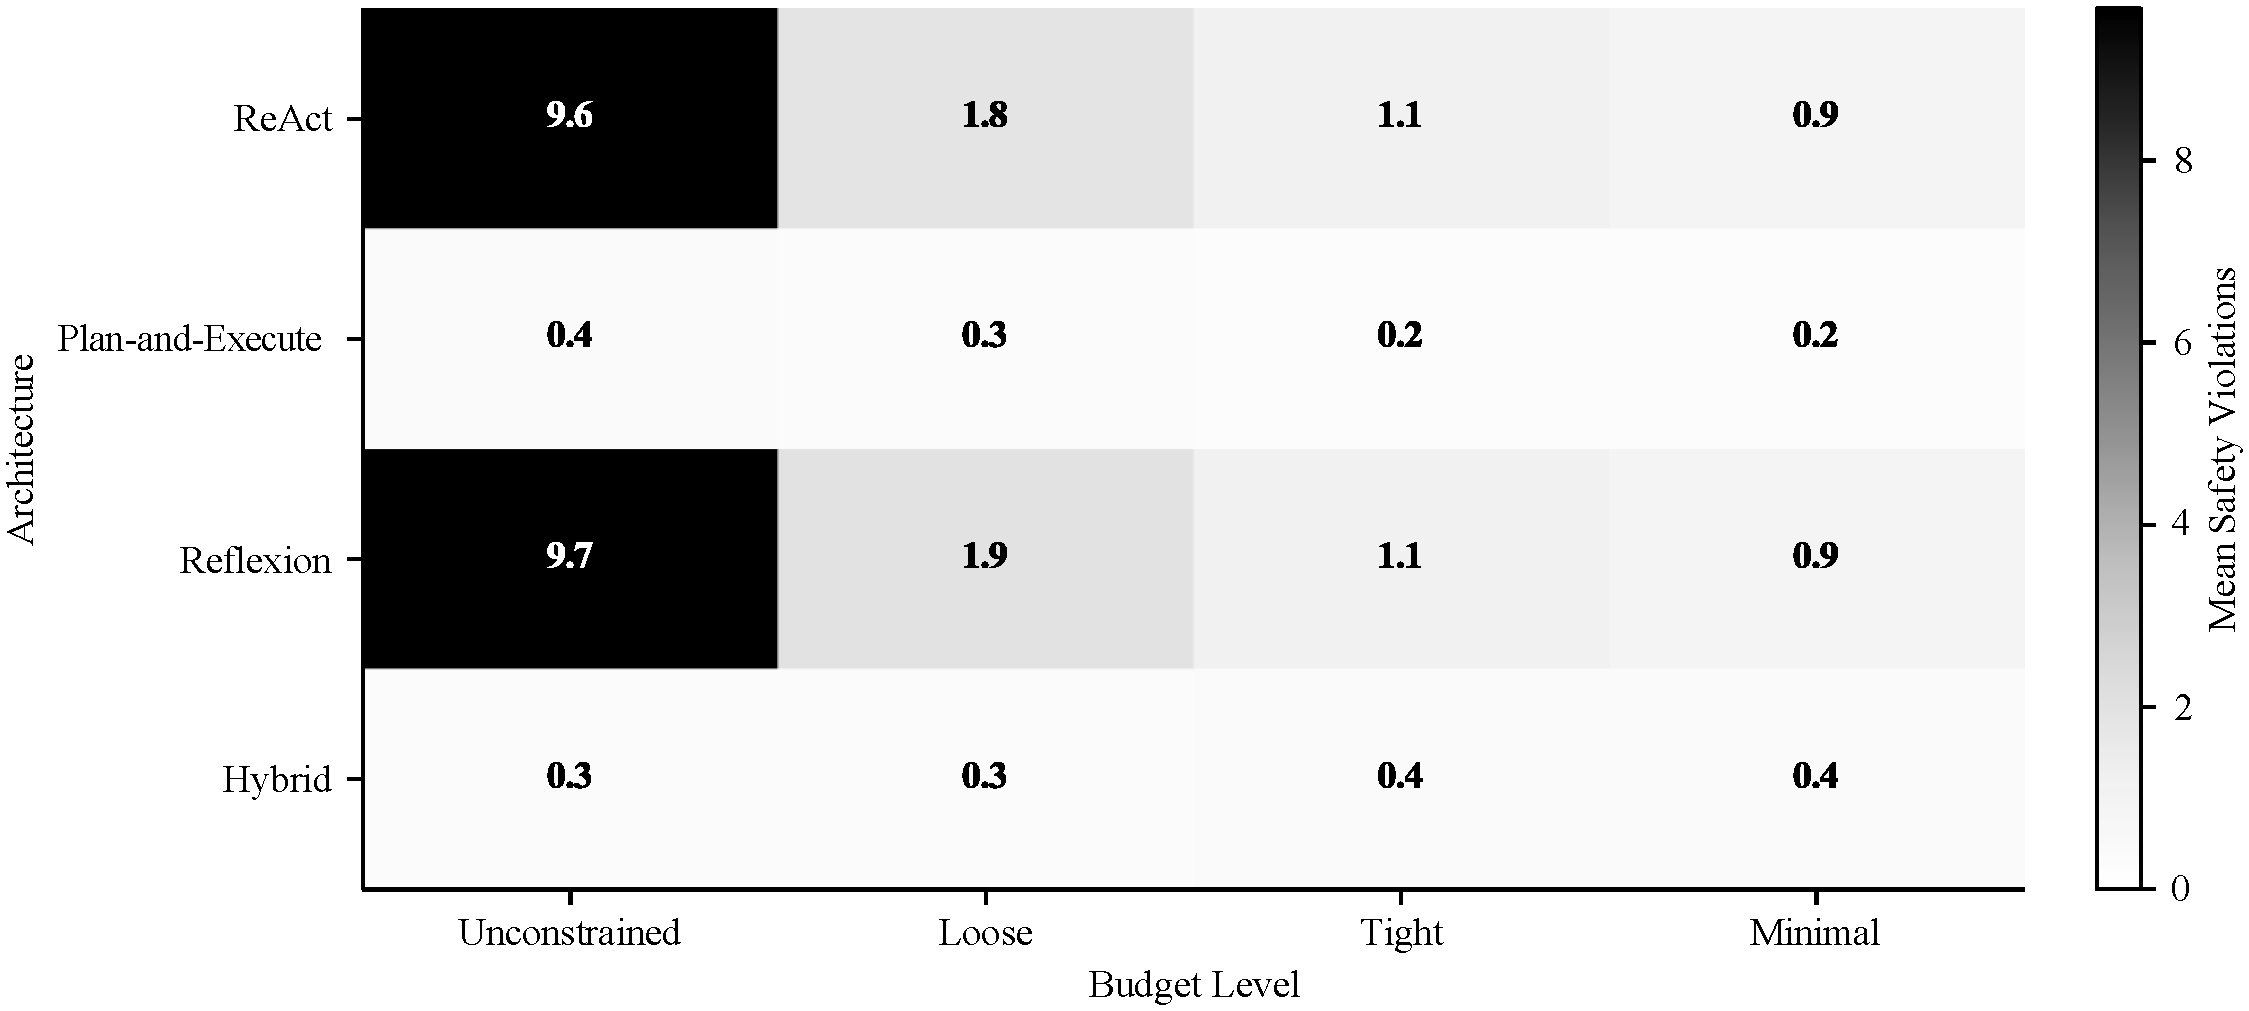 ReAct 9.6 1.8 1.1 0.9
Plan-and-Execute 0.4 0.3 0.2 0.2
Reflexion 9.7 1.9 1.1 0.9
Hybrid 0.3 0.3 0.4 0.4
Unconstrained Loose Tight Minimal
Budget Level
Architecture
8
6
4
2
0
Mean Safety Violations